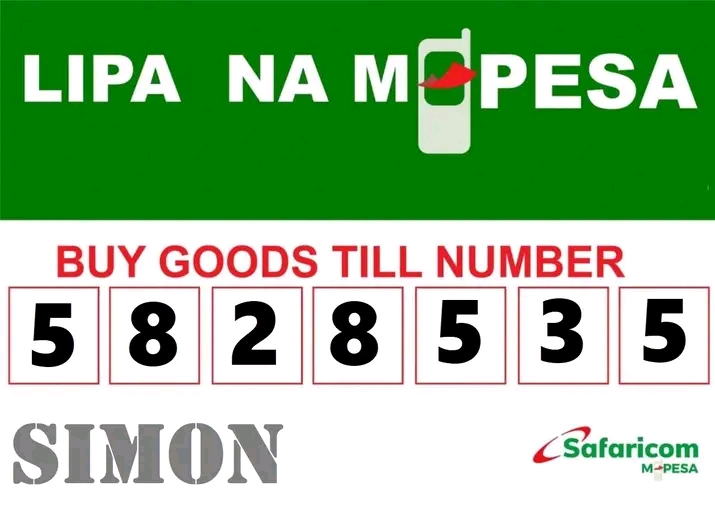 LIPA NA M-PESA
BUY GOODS TILL NUMBER
5 8 2 8 5 3 5
SIMON
Safaricom
M-PESA